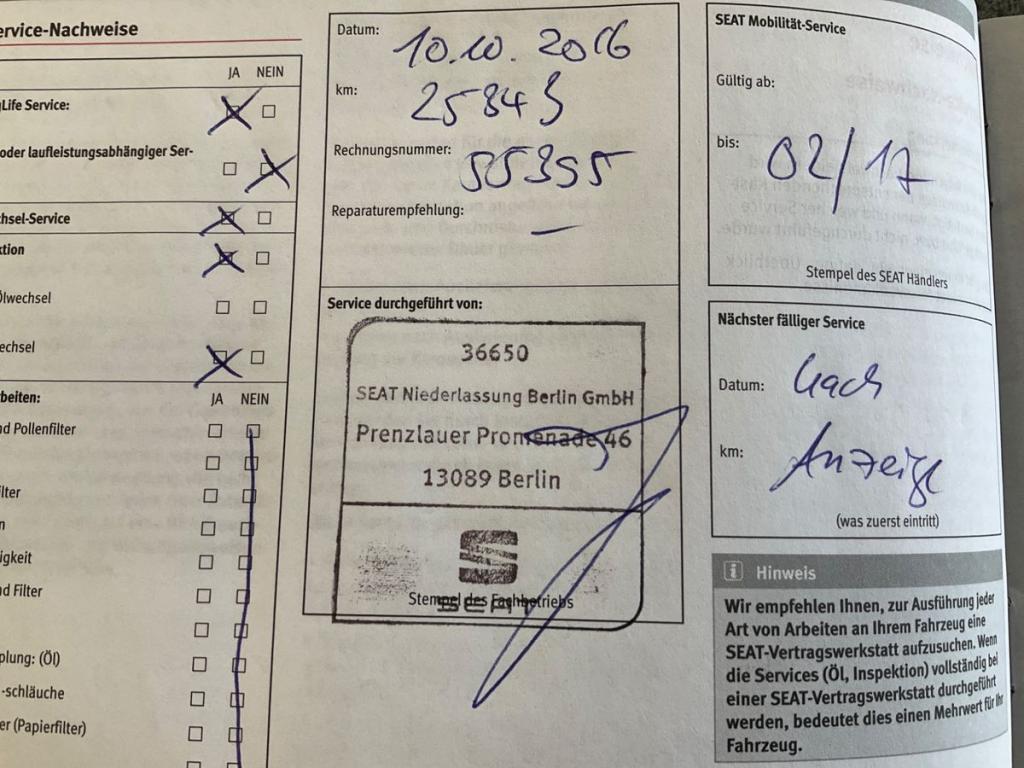 ervice-Nachweise
JA NEIN
gLife Service:
oder laufleistungsabhängiger Ser-
hsel-Service
ktion
Ölwechsel
echsel
beiten:
JA NEIN
nd Pollenfilter
ilter
n
igkeit
nd Filter
plung: (Öl)
-schläuche
er (Papierfilter)
Datum: 10.10.2016
km: 25843
Rechnungsnummer: 55395
Reparaturempfehlung: –
Service durchgeführt von:
36650
SEAT Niederlassung Berlin GmbH
Prenzlauer Promenade 46
13089 Berlin
Stempel des Fachbetriebs
SEAT
SEAT Mobilität-Service
Gültig ab:
bis: 02/17
Stempel des SEAT Händlers
Nächster fälliger Service
Datum: Nach
km: Anzeige
(was zuerst eintritt)
i Hinweis
Wir empfehlen Ihnen, zur Ausführung jeder
Art von Arbeiten an Ihrem Fahrzeug eine
SEAT-Vertragswerkstatt aufzusuchen. Wenn
die Services (Öl, Inspektion) vollständig bei
einer SEAT-Vertragswerkstatt durchgeführt
werden, bedeutet dies einen Mehrwert für Ihr
Fahrzeug.